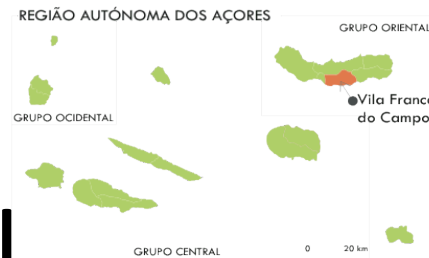 REGIÃO AUTÓNOMA DOS AÇORES
GRUPO ORIENTAL
Vila Franca
do Campo
GRUPO OCIDENTAL
GRUPO CENTRAL
0 20 km